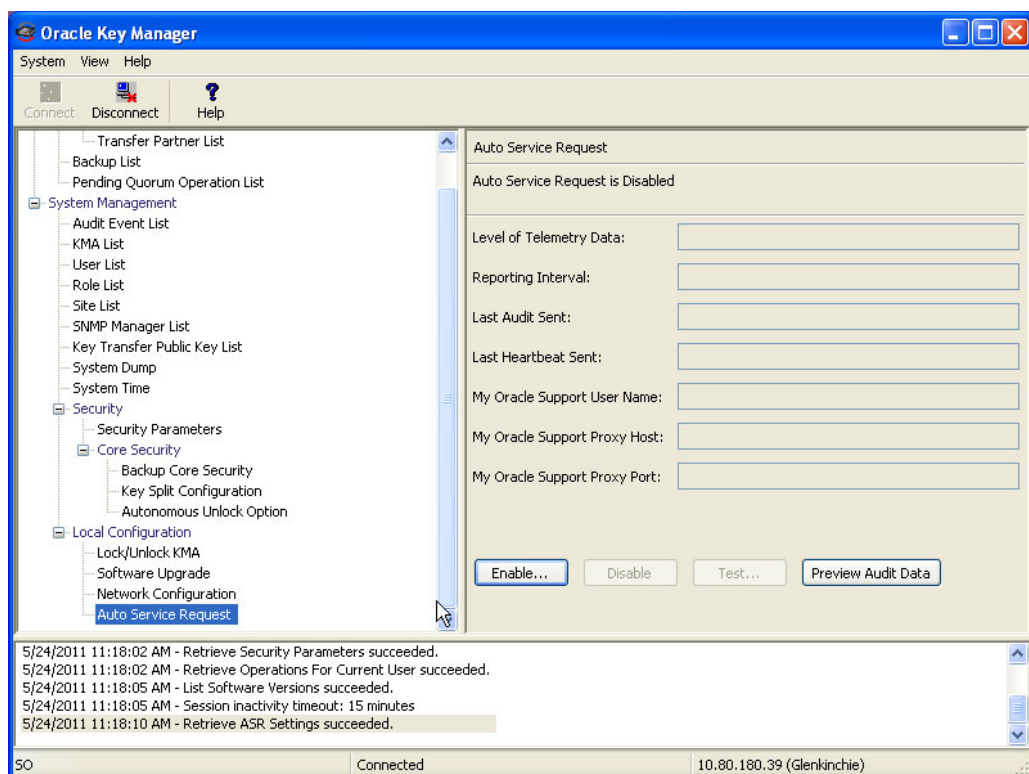 Oracle Key Manager
System View Help
Connect Disconnect Help
Transfer Partner List
Backup List
Pending Quorum Operation List
System Management
Audit Event List
KMA List
User List
Role List
Site List
SNMP Manager List
Key Transfer Public Key List
System Dump
System Time
Security
Security Parameters
Core Security
Backup Core Security
Key Split Configuration
Autonomous Unlock Option
Local Configuration
Lock/Unlock KMA
Software Upgrade
Network Configuration
Auto Service Request
Auto Service Request
Auto Service Request is Disabled
Level of Telemetry Data:
Reporting Interval:
Last Audit Sent:
Last Heartbeat Sent:
My Oracle Support User Name:
My Oracle Support Proxy Host:
My Oracle Support Proxy Port:
Enable... Disable Test... Preview Audit Data
5/24/2011 11:18:02 AM - Retrieve Security Parameters succeeded.
5/24/2011 11:18:02 AM - Retrieve Operations For Current User succeeded.
5/24/2011 11:18:05 AM - List Software Versions succeeded.
5/24/2011 11:18:05 AM - Session inactivity timeout: 15 minutes
5/24/2011 11:18:10 AM - Retrieve ASR Settings succeeded.
SO Connected 10.80.180.39 (Glenkinchie)